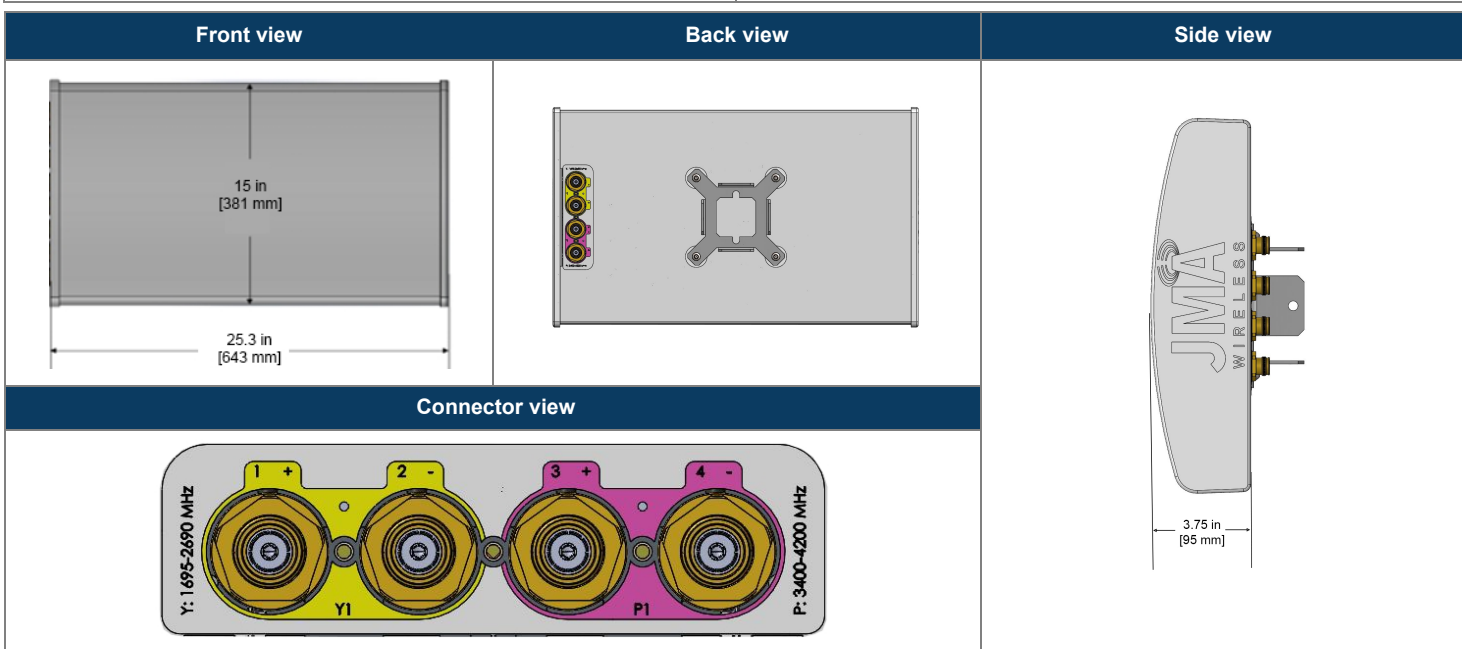 Front view
Back view
Side view
15 in
[381 mm]
25.3 in
[643 mm]
JMA
WIRELESS
3.75 in
[95 mm]
Connector view
1 +
2 -
3 +
4 -
Y: 1695-2690 MHz
P: 3400-4200 MHz
Y1
P1